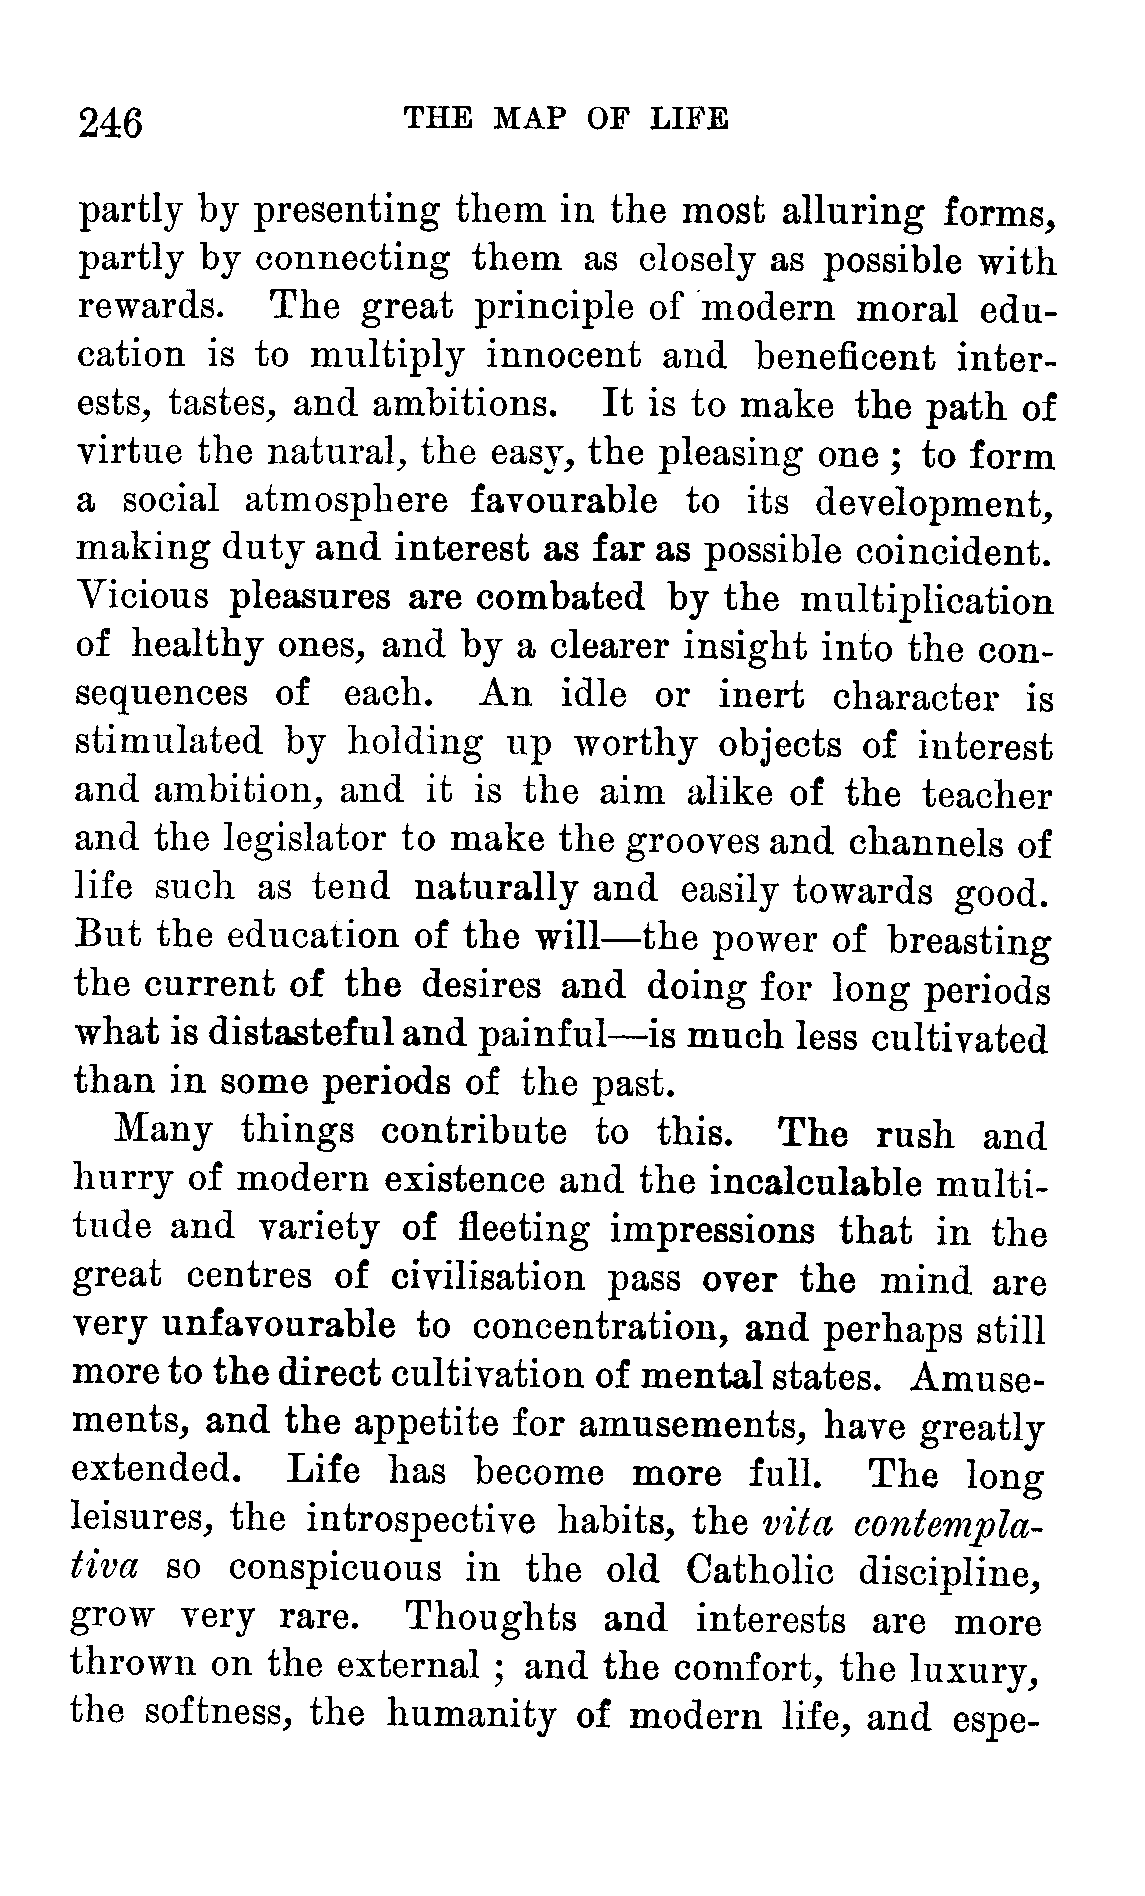 246 THE MAP OF LIFE
partly by presenting them in the most alluring forms,
partly by connecting them as closely as possible with
rewards. The great principle of modern moral edu-
cation is to multiply innocent and beneficent inter-
ests, tastes, and ambitions. It is to make the path of
virtue the natural, the easy, the pleasing one ; to form
a social atmosphere favourable to its development,
making duty and interest as far as possible coincident.
Vicious pleasures are combated by the multiplication
of healthy ones, and by a clearer insight into the con-
sequences of each. An idle or inert character is
stimulated by holding up worthy objects of interest
and ambition, and it is the aim alike of the teacher
and the legislator to make the grooves and channels of
life such as tend naturally and easily towards good.
But the education of the will—the power of breasting
the current of the desires and doing for long periods
what is distasteful and painful—is much less cultivated
than in some periods of the past.
Many things contribute to this. The rush and
hurry of modern existence and the incalculable multi-
tude and variety of fleeting impressions that in the
great centres of civilisation pass over the mind are
very unfavourable to concentration, and perhaps still
more to the direct cultivation of mental states. Amuse-
ments, and the appetite for amusements, have greatly
extended. Life has become more full. The long
leisures, the introspective habits, the vita contempla-
tiva so conspicuous in the old Catholic discipline,
grow very rare. Thoughts and interests are more
thrown on the external ; and the comfort, the luxury,
the softness, the humanity of modern life, and espe-